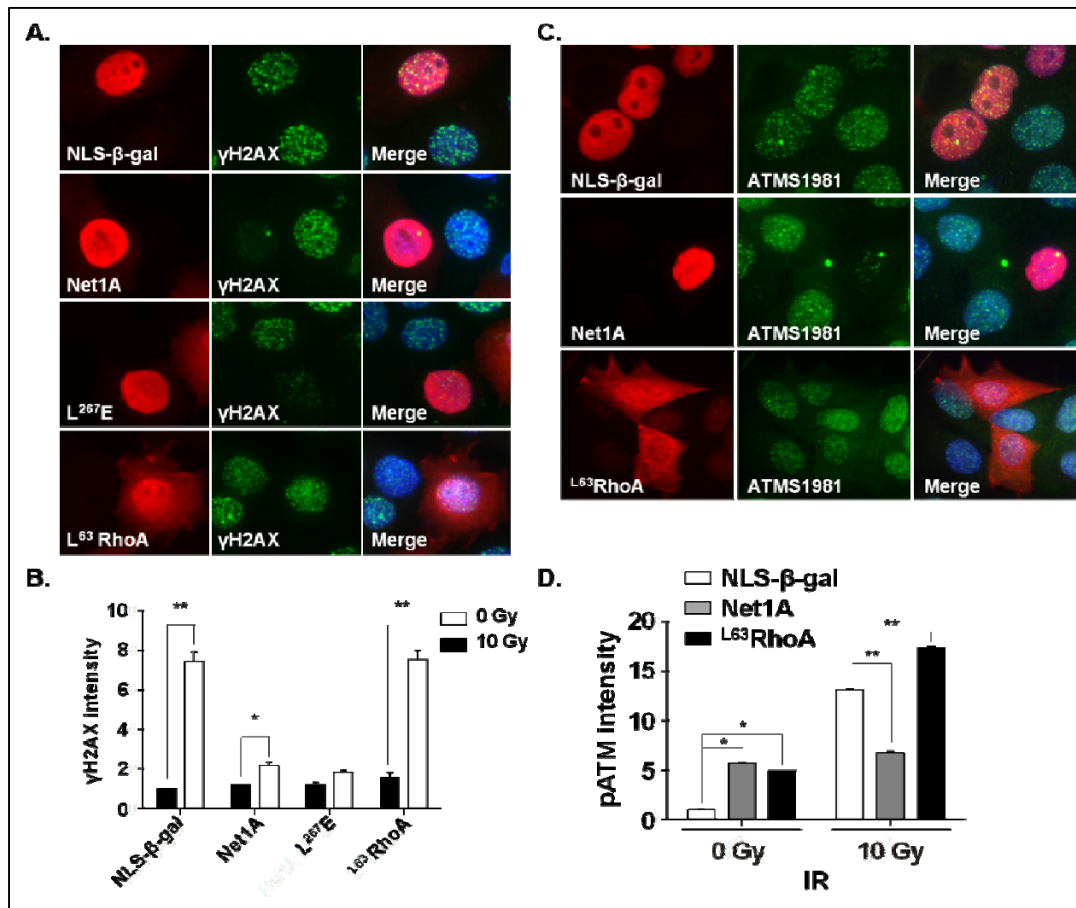 A.
NLS-β-gal γH2AX Merge
Net1A γH2AX Merge
L267E γH2AX Merge
L63 RhoA γH2AX Merge
B.
γH2AX intensity
10
8
6
4
2
0
** * **
0 Gy
10 Gy
NLS-β-gal Net1A L267E L63RhoA
C.
NLS-β-gal ATMS1981 Merge
Net1A ATMS1981 Merge
L63RhoA ATMS1981 Merge
D.
NLS-β-gal
Net1A
L63RhoA
pATM intensity
20
15
10
5
0
* * ** **
0 Gy 10 Gy
IR